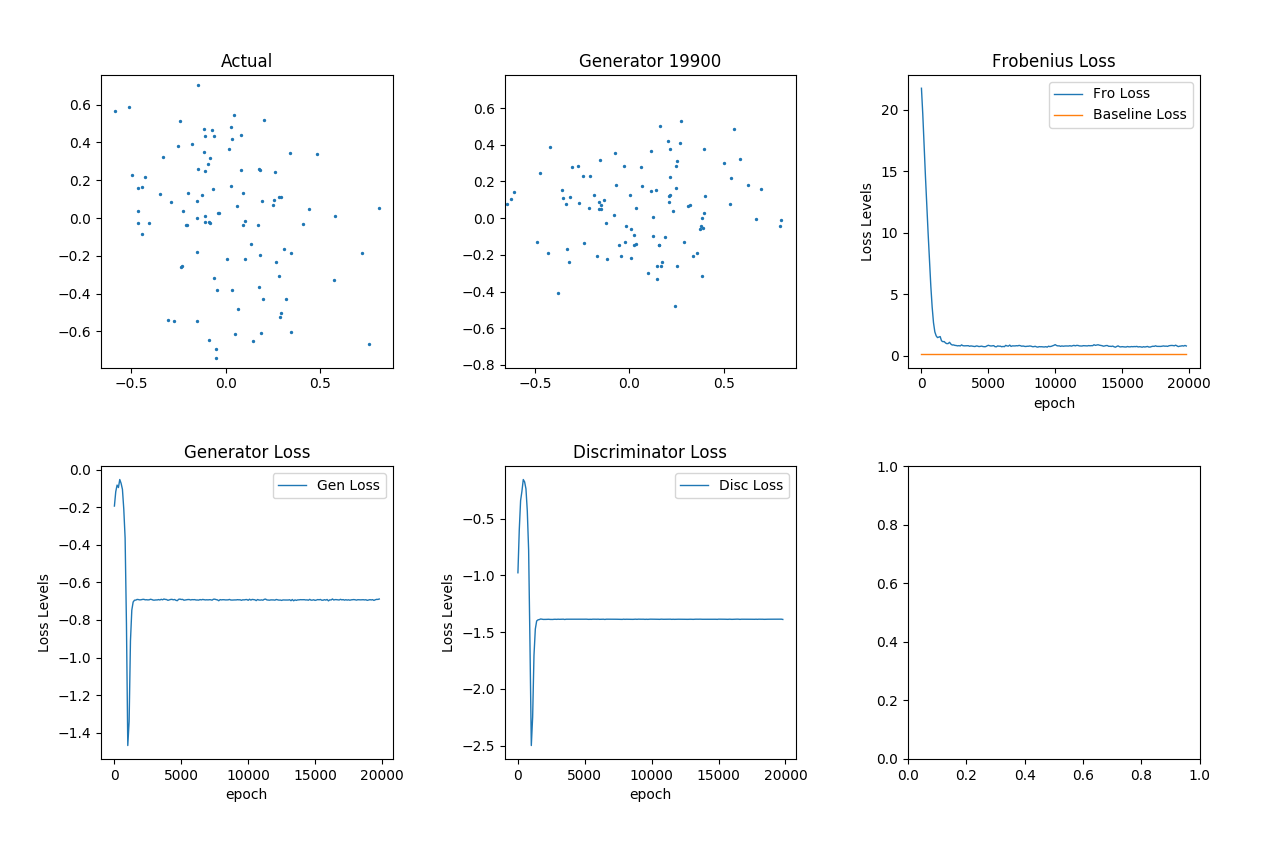 Actual
0.6
0.4
0.2
0.0
−0.2
−0.4
−0.6
−0.5 0.0 0.5
Generator 19900
0.6
0.4
0.2
0.0
−0.2
−0.4
−0.6
−0.8
−0.5 0.0 0.5
Frobenius Loss
Fro Loss
Baseline Loss
Loss Levels
20
15
10
5
0
0 5000 10000 15000 20000
epoch
Generator Loss
Gen Loss
Loss Levels
0.0
−0.2
−0.4
−0.6
−0.8
−1.0
−1.2
−1.4
0 5000 10000 15000 20000
epoch
Discriminator Loss
Disc Loss
Loss Levels
−0.5
−1.0
−1.5
−2.0
−2.5
0 5000 10000 15000 20000
epoch
1.0
0.8
0.6
0.4
0.2
0.0
0.0 0.2 0.4 0.6 0.8 1.0